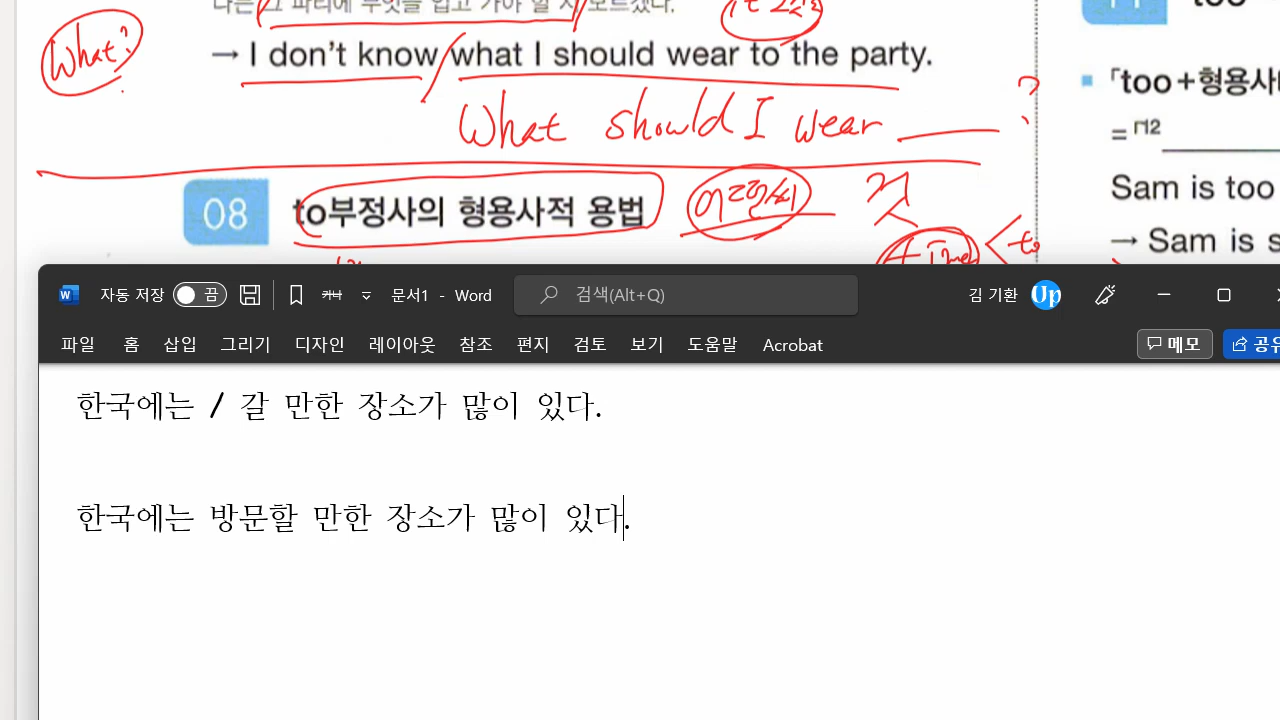 → I don't know what I should wear to the party.
What?
What should I wear ?
「too+형용사
=
08 to부정사의 형용사적 용법
Sam is too
→ Sam is s
자동 저장 끔 가나 문서1 - Word 검색(Alt+Q) 김 기환 Up
파일 홈 삽입 그리기 디자인 레이아웃 참조 편지 검토 보기 도움말 Acrobat 메모 공유
한국에는 / 갈 만한 장소가 많이 있다.
한국에는 방문할 만한 장소가 많이 있다.